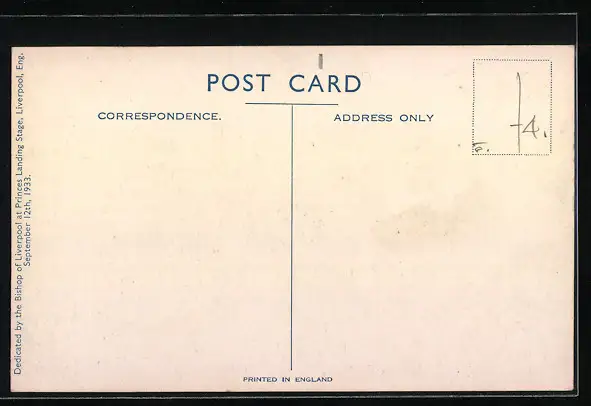 POST CARD
CORRESPONDENCE.
ADDRESS ONLY
4.
Dedicated by the Bishop of Liverpool at Princes Landing Stage, Liverpool, Eng.
September 12th, 1933.
PRINTED IN ENGLAND